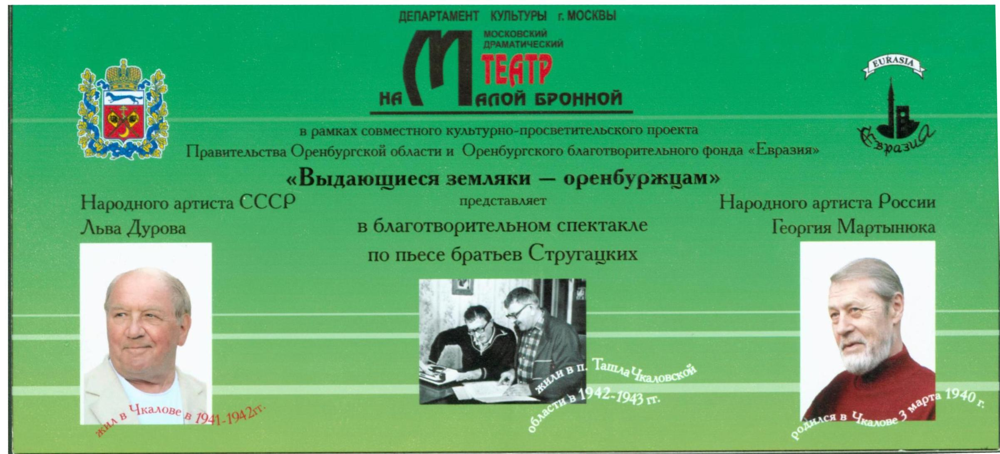 ДЕПАРТАМЕНТ КУЛЬТУРЫ г. МОСКВЫ
МОСКОВСКИЙ
ДРАМАТИЧЕСКИЙ
ТЕАТР
НА МАЛОЙ БРОННОЙ
EURASIA
Евразия
в рамках совместного культурно-просветительского проекта
Правительства Оренбургской области и Оренбургского благотворительного фонда «Евразия»
«Выдающиеся земляки — оренбуржцам»
представляет
Народного артиста СССР
Льва Дурова
в благотворительном спектакле
по пьесе братьев Стругацких
Народного артиста России
Георгия Мартынюка
жил в Чкалове в 1941-1942гг.
жили в п. Ташла Чкаловской
области в 1942-1943 гг.
родился в Чкалове 3 марта 1940 г.